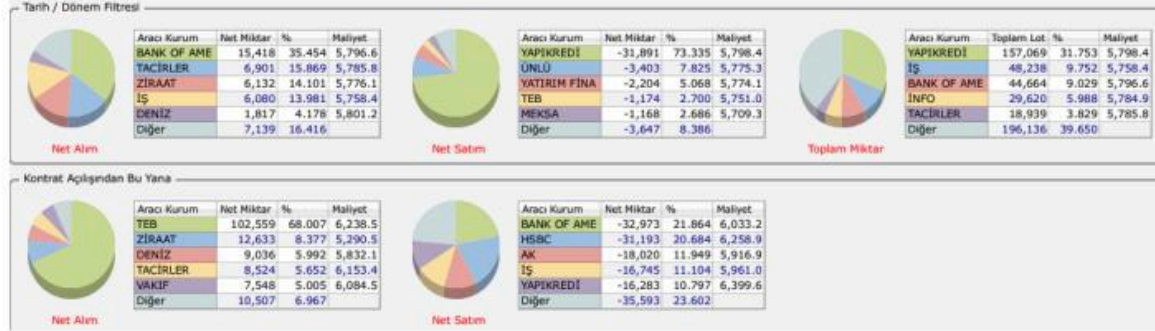 Tarih / Dönem Filtresi
Aracı Kurum Net Miktar % Maliyet
BANK OF AME 15,418 35.454 5,796.6
TACİRLER 6,901 15.869 5,785.8
ZİRAAT 6,132 14.101 5,776.1
İŞ 6,080 13.981 5,758.4
DENİZ 1,817 4.178 5,801.2
Diğer 7,139 16.416
Net Alım
Aracı Kurum Net Miktar % Maliyet
YAPIKREDİ -31,891 73.335 5,798.4
ÜNLÜ -3,403 7.825 5,775.3
YATIRIM FİNA -2,204 5.068 5,774.1
TEB -1,174 2.700 5,751.0
MEKSA -1,168 2.686 5,709.3
Diğer -3,647 8.386
Net Satım
Aracı Kurum Toplam Lot % Maliyet
YAPIKREDİ 157,069 31.753 5,798.4
İŞ 48,238 9.752 5,758.4
BANK OF AME 44,664 9.029 5,796.6
İNFO 29,620 5.988 5,784.9
TACİRLER 18,939 3.829 5,785.8
Diğer 196,136 39.650
Toplam Miktar
Kontrat Açılışından Bu Yana
Aracı Kurum Net Miktar % Maliyet
TEB 102,559 68.007 6,238.5
ZİRAAT 12,633 8.377 5,290.5
DENİZ 9,036 5.992 5,832.1
TACİRLER 8,524 5.652 6,153.4
VAKIF 7,548 5.005 6,084.5
Diğer 10,507 6.967
Net Alım
Aracı Kurum Net Miktar % Maliyet
BANK OF AME -32,973 21.864 6,033.2
HSBC -31,193 20.684 6,258.9
AK -18,020 11.949 5,916.9
İŞ -16,745 11.104 5,961.0
YAPIKREDİ -16,283 10.797 6,399.6
Diğer -35,593 23.602
Net Satım